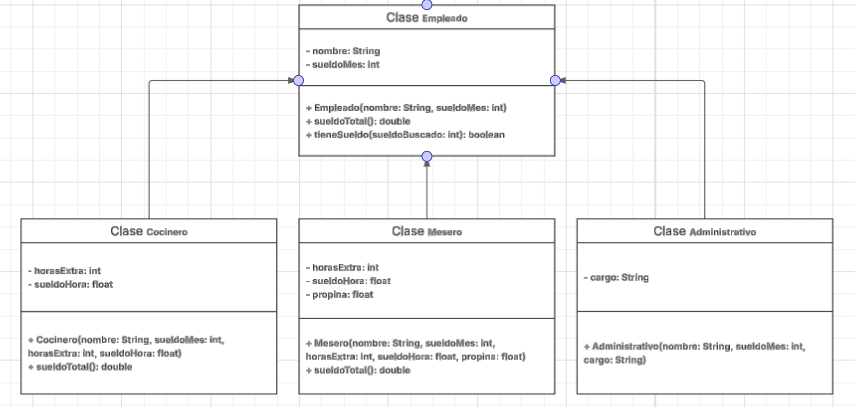 Clase Empleado
- nombre: String
- sueldoMes: int
+ Empleado(nombre: String, sueldoMes: int)
+ sueldoTotal(): double
+ tieneSueldo(sueldoBuscado: int): boolean
Clase Cocinero
- horasExtra: int
- sueldoHora: float
+ Cocinero(nombre: String, sueldoMes: int,
horasExtra: int, sueldoHora: float)
+ sueldoTotal(): double
Clase Mesero
- horasExtra: int
- sueldoHora: float
- propina: float
+ Mesero(nombre: String, sueldoMes: int,
horasExtra: int, sueldoHora: float, propina: float)
+ sueldoTotal(): double
Clase Administrativo
- cargo: String
+ Administrativo(nombre: String, sueldoMes: int,
cargo: String)